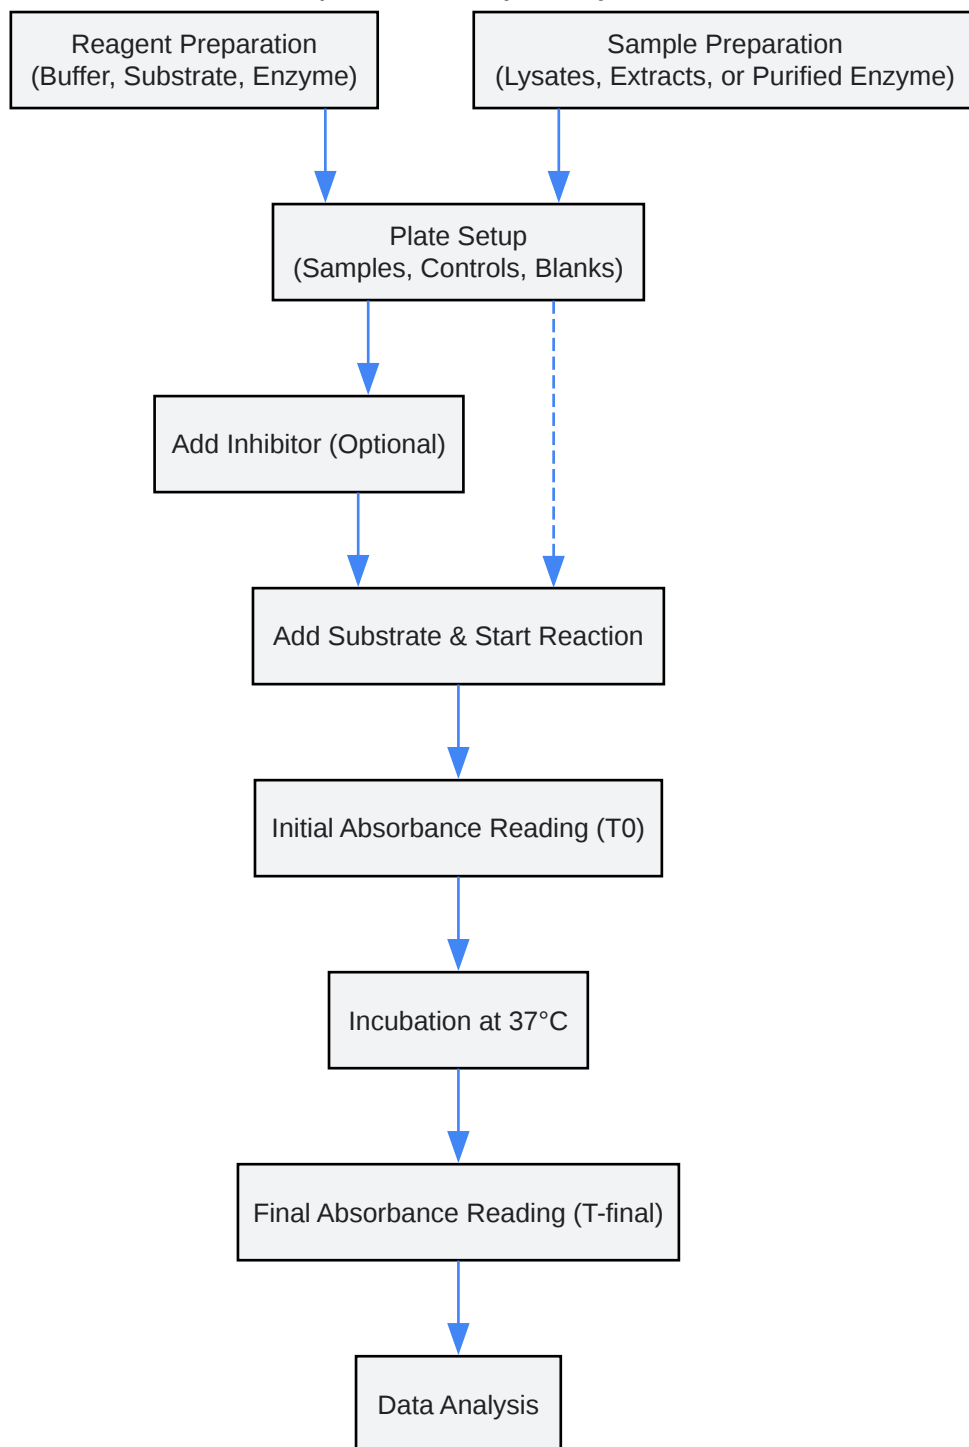 Reagent Preparation
(Buffer, Substrate, Enzyme)
Sample Preparation
(Lysates, Extracts, or Purified Enzyme)
Plate Setup
(Samples, Controls, Blanks)
Add Inhibitor (Optional)
Add Substrate & Start Reaction
Initial Absorbance Reading (T0)
Incubation at 37°C
Final Absorbance Reading (T-final)
Data Analysis